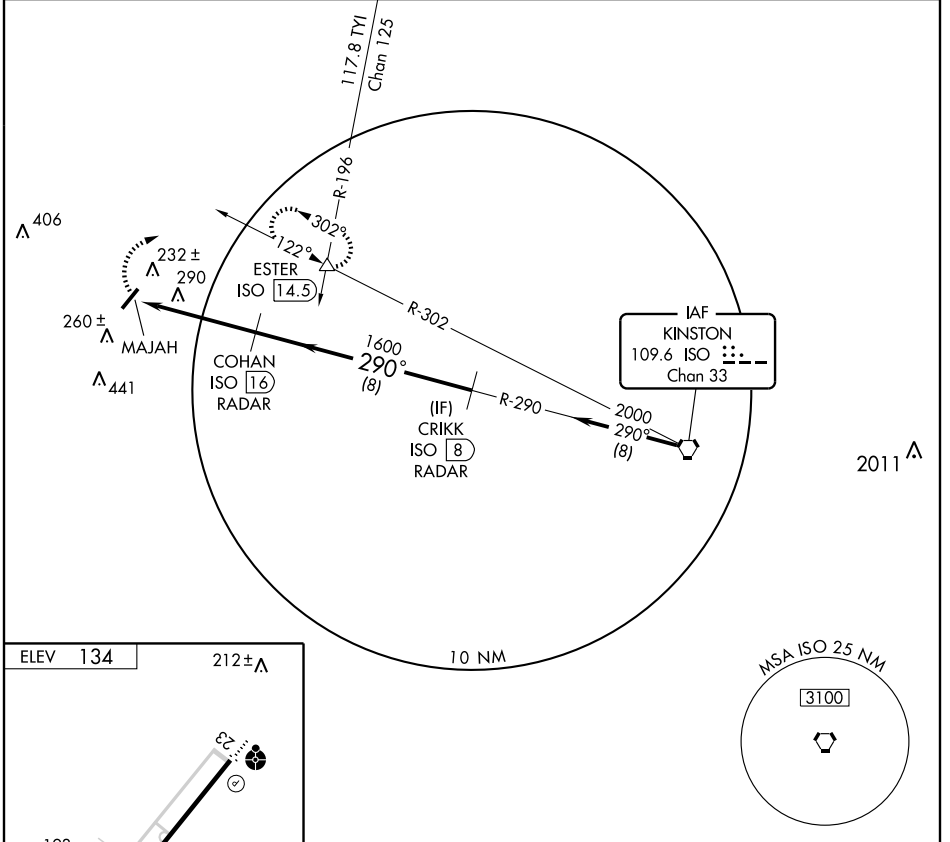 117.8 TYI
Chan 125
R-196
406
302°
122°
232 ±
290
ESTER
ISO 14.5
R-302
IAF
KINSTON
109.6 ISO
Chan 33
260 ±
MAJAH
441
COHAN
ISO 16
RADAR
1600
290°
(8)
R-290
(IF)
CRIKK
ISO 8
RADAR
2000
290°
(8)
2011
10 NM
ELEV 134
212±
23
P
MSA ISO 25 NM
3100